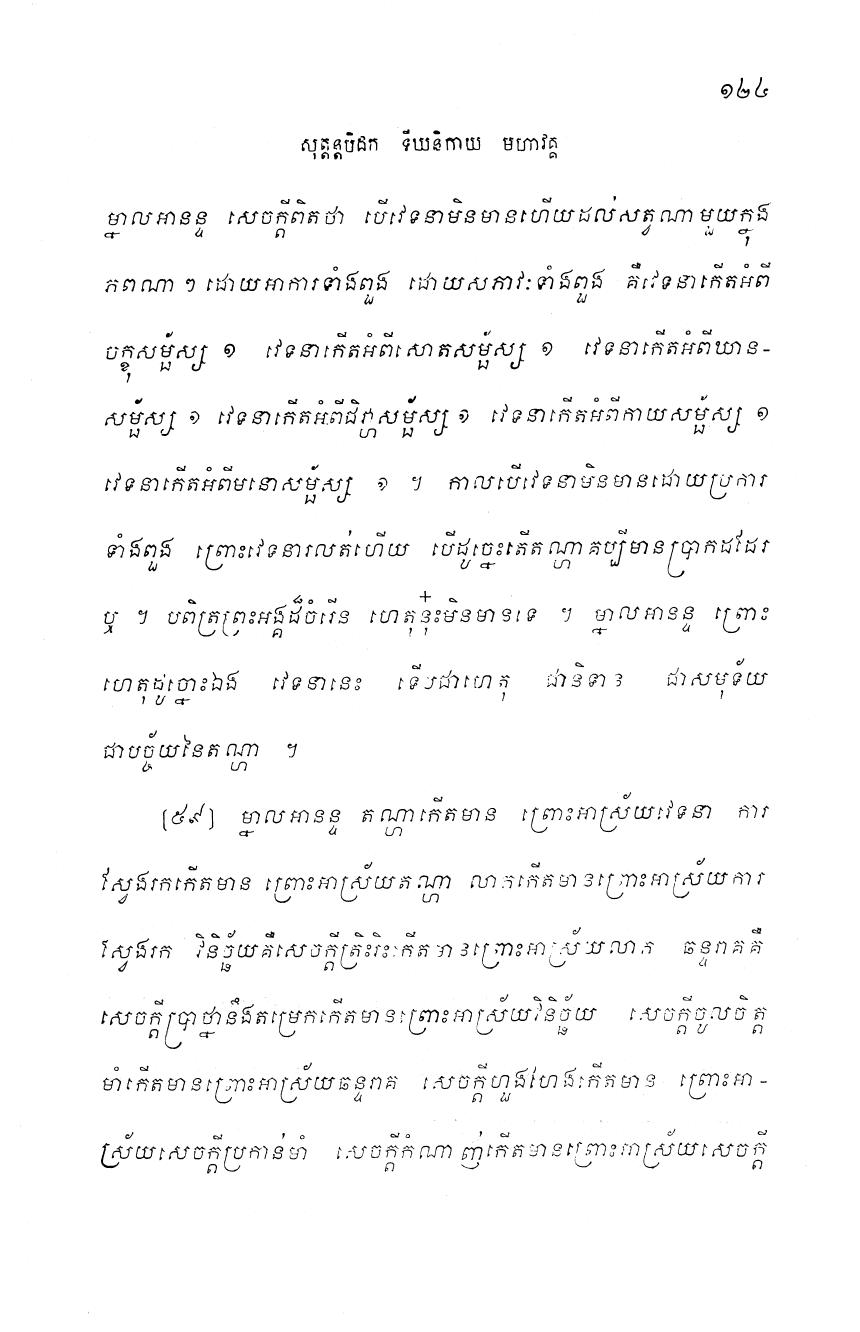 ១២៤
សុត្តន្តបិដក ទីឃនិកាយ មហាវគ្គ
ម្នាលអានន្ទ សេចក្តីពិតថា បើវេទនាមិនមានហើយដល់សត្វណាមួយក្នុង
ភពណា ៗ ដោយអាការទាំងពួង ដោយសភាវៈទាំងពួង គឺវេទនាកើតអំពី
ចក្ខុសម្ផ័ស្ស ១ វេទនាកើតអំពីសោតសម្ផ័ស្ស ១ វេទនាកើតអំពីឃាន-
សម្ផ័ស្ស ១ វេទនាកើតអំពីជិវ្ហាសម្ផ័ស្ស ១ វេទនាកើតអំពីកាយសម្ផ័ស្ស ១
វេទនាកើតអំពីមនោសម្ផ័ស្ស ១ ។ កាលបើវេទនាមិនមានដោយប្រការ
ទាំងពួង ព្រោះវេទនារលត់ហើយ បើដូច្នេះតើតណ្ហាគប្បីមានប្រាកដដែរ
ឬ ។ បពិត្រព្រះអង្គដ៏ចំរើន ហេតុនុ៎ះមិនមានទេ ។ ម្នាលអានន្ទ ព្រោះ
ហេតុដូច្នោះឯង វេទនានេះ ទើបជាហេតុ ជានិទាន ជាសមុទ័យ
ជាបច្ច័យនៃតណ្ហា ។
[៥៩] ម្នាលអានន្ទ តណ្ហាកើតមាន ព្រោះអាស្រ័យវេទនា ការ
ស្វែងរកកើតមាន ព្រោះអាស្រ័យតណ្ហា លាភកើតមានព្រោះអាស្រ័យការ
ស្វែងរក វិនិច្ឆ័យគឺសេចក្តីត្រិះរិះកើតមានព្រោះអាស្រ័យលាភ ឆន្ទរាគគឺ
សេចក្តីប្រាថ្នានឹងតម្រេកកើតមានព្រោះអាស្រ័យវិនិច្ឆ័យ សេចក្តីចូលចិត្ត
មាំកើតមានព្រោះអាស្រ័យឆន្ទរាគ សេចក្តីហួងហែងកើតមាន ព្រោះអា-
ស្រ័យសេចក្តីប្រកាន់មាំ សេចក្តីកំណាញ់កើតមានព្រោះអាស្រ័យសេចក្តី